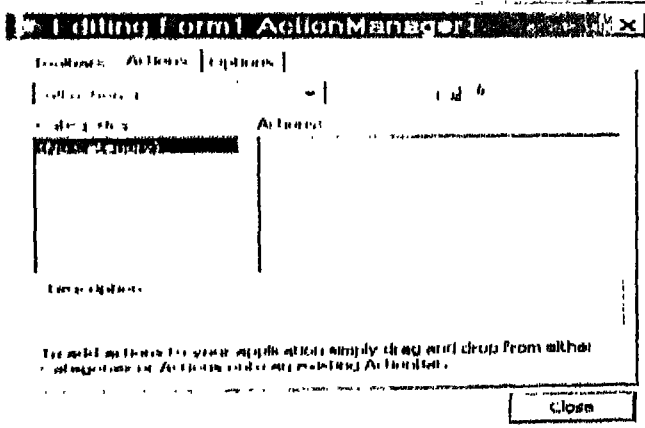 Editing Form1 ActionManager1
Toolbars Actions Options
Categories: Actions:
Description
To add actions to your application simply drag and drop from either
Categories or Actions onto an existing ActionBar.
Close